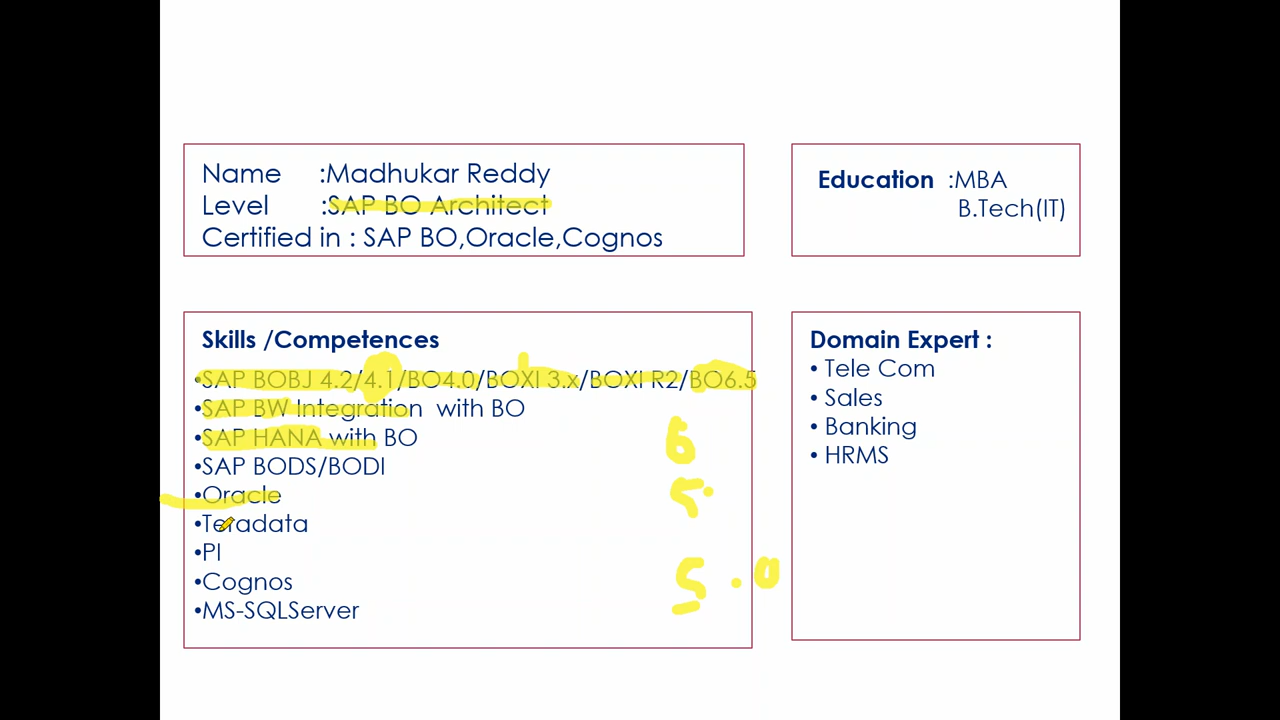 Name :Madhukar Reddy
Level :SAP BO Architect
Certified in : SAP BO,Oracle,Cognos
Education :MBA
B.Tech(IT)
Skills /Competences
•SAP BOBJ 4.2/4.1/BO4.0/BOXI 3.x/BOXI R2/BO6.5
•SAP BW Integration with BO
•SAP HANA with BO
•SAP BODS/BODI
•Oracle
•Teradata
•PI
•Cognos
•MS-SQLServer
6
5.
5.0
Domain Expert :
• Tele Com
• Sales
• Banking
• HRMS